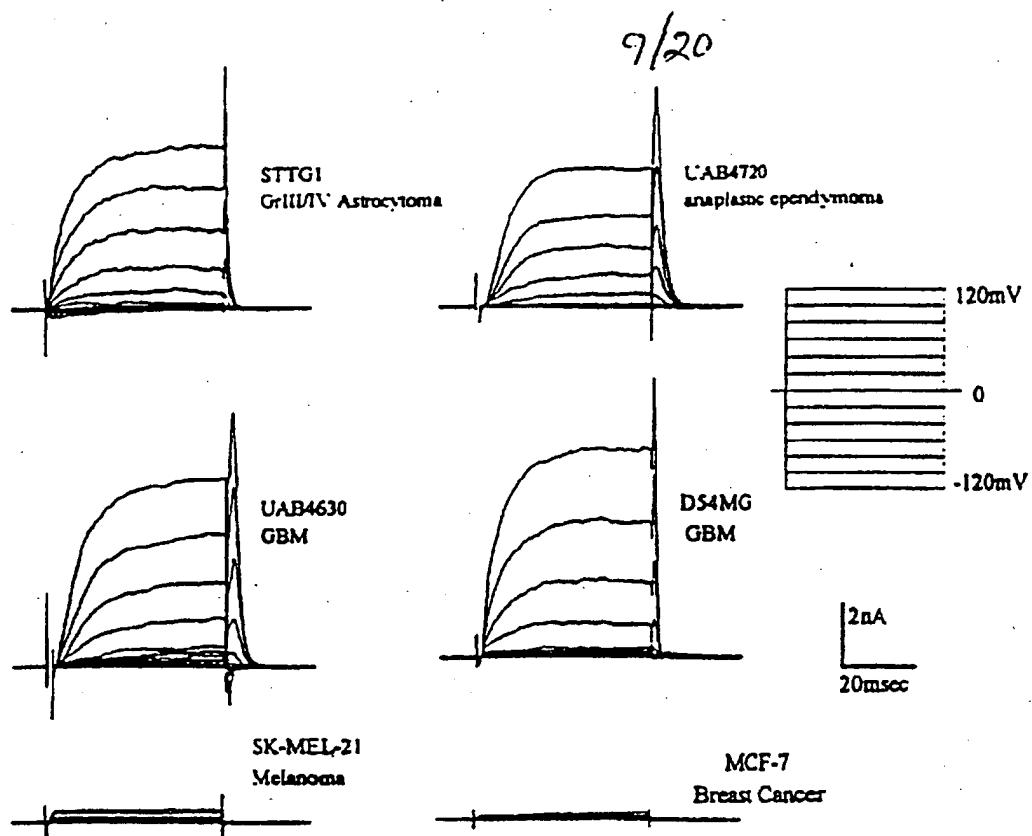 9/20
STTG1
GrIII/IV Astrocytoma
UAB4720
anaplastic ependymoma
120mV
0
-120mV
UAB4630
GBM
D54MG
GBM
2nA
20msec
SK-MEL-21
Melanoma
MCF-7
Breast Cancer